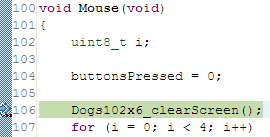 100 void Mouse(void)
101 {
102 uint8_t i;
103
104 buttonsPressed = 0;
105
106 Dogs102x6_clearScreen();
107 for (i = 0; i < 4; i++)